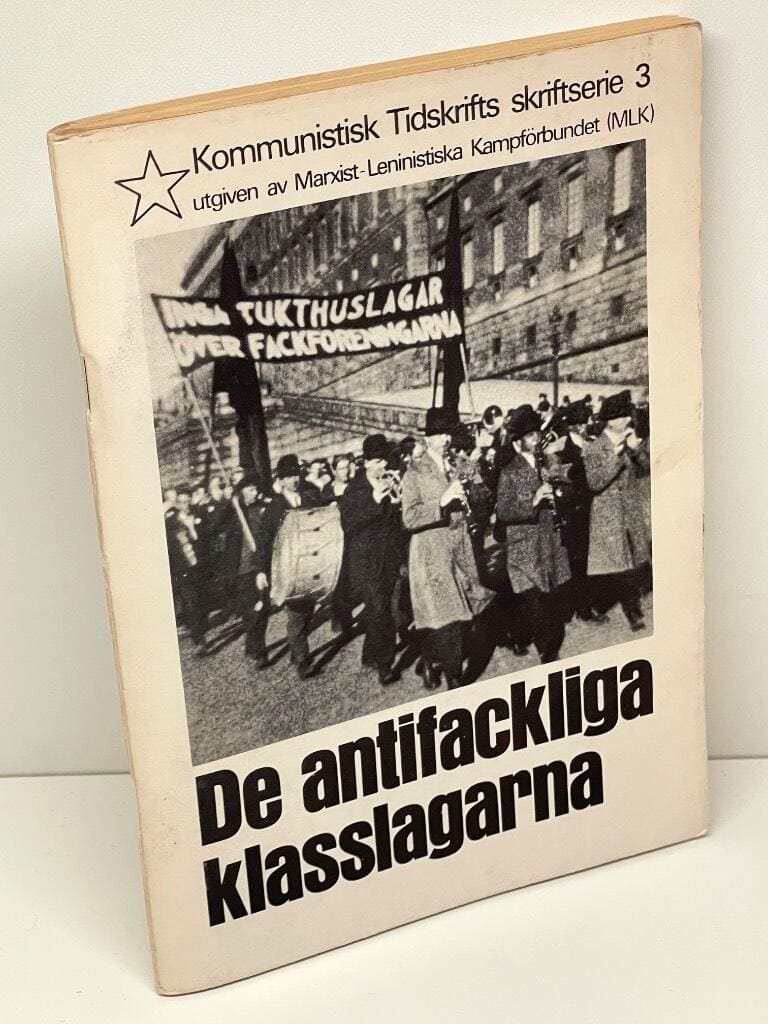 Kommunistisk Tidskrifts skriftserie 3
utgiven av Marxist-Leninistiska Kampförbundet (MLK)
INGA TUKTHUSLAGAR
ÖVER FACKFÖRENINGARNA
De antifackliga
klasslagarna